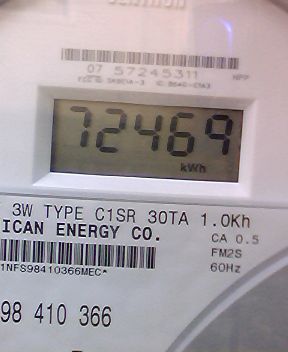 07 57245311
72469
kWh
3W TYPE C1SR 30TA 1.0Kh
ICAN ENERGY CO.
CA 0.5
FM2S
60Hz
1NFS98410366MEC*
98 410 366